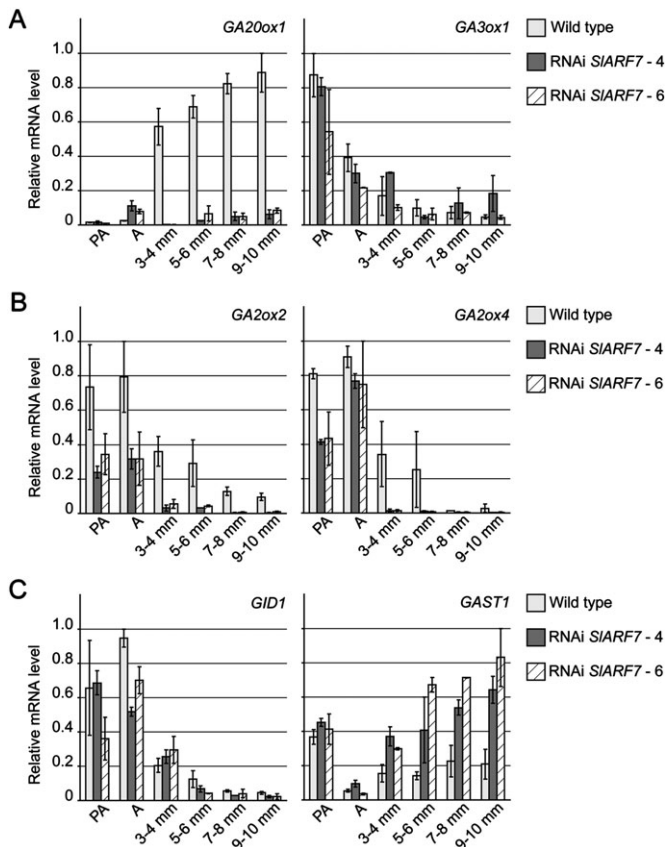 A
GA20ox1
GA3ox1
Relative mRNA level
1.0
0.8
0.6
0.4
0.2
0
PA
A
3-4 mm
5-6 mm
7-8 mm
9-10 mm
PA
A
3-4 mm
5-6 mm
7-8 mm
9-10 mm
Wild type
RNAi SlARF7 - 4
RNAi SlARF7 - 6
B
GA2ox2
GA2ox4
Relative mRNA level
1.0
0.8
0.6
0.4
0.2
0
PA
A
3-4 mm
5-6 mm
7-8 mm
9-10 mm
PA
A
3-4 mm
5-6 mm
7-8 mm
9-10 mm
Wild type
RNAi SlARF7 - 4
RNAi SlARF7 - 6
C
GID1
GAST1
Relative mRNA level
1.0
0.8
0.6
0.4
0.2
0
PA
A
3-4 mm
5-6 mm
7-8 mm
9-10 mm
PA
A
3-4 mm
5-6 mm
7-8 mm
9-10 mm
Wild type
RNAi SlARF7 - 4
RNAi SlARF7 - 6